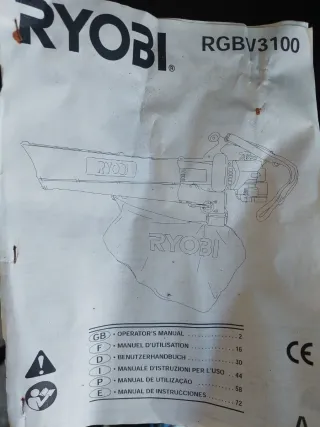 RYOBI®
RGBV3100
RYOBI
RYOBI
GB • OPERATOR'S MANUAL 2
F • MANUEL D'UTILISATION 16
D • BENUTZERHANDBUCH 30
I • MANUALE D'ISTRUZIONI PER L'USO 44
P • MANUAL DE UTILIZAÇÃO 58
E • MANUAL DE INSTRUCCIONES 72
CE